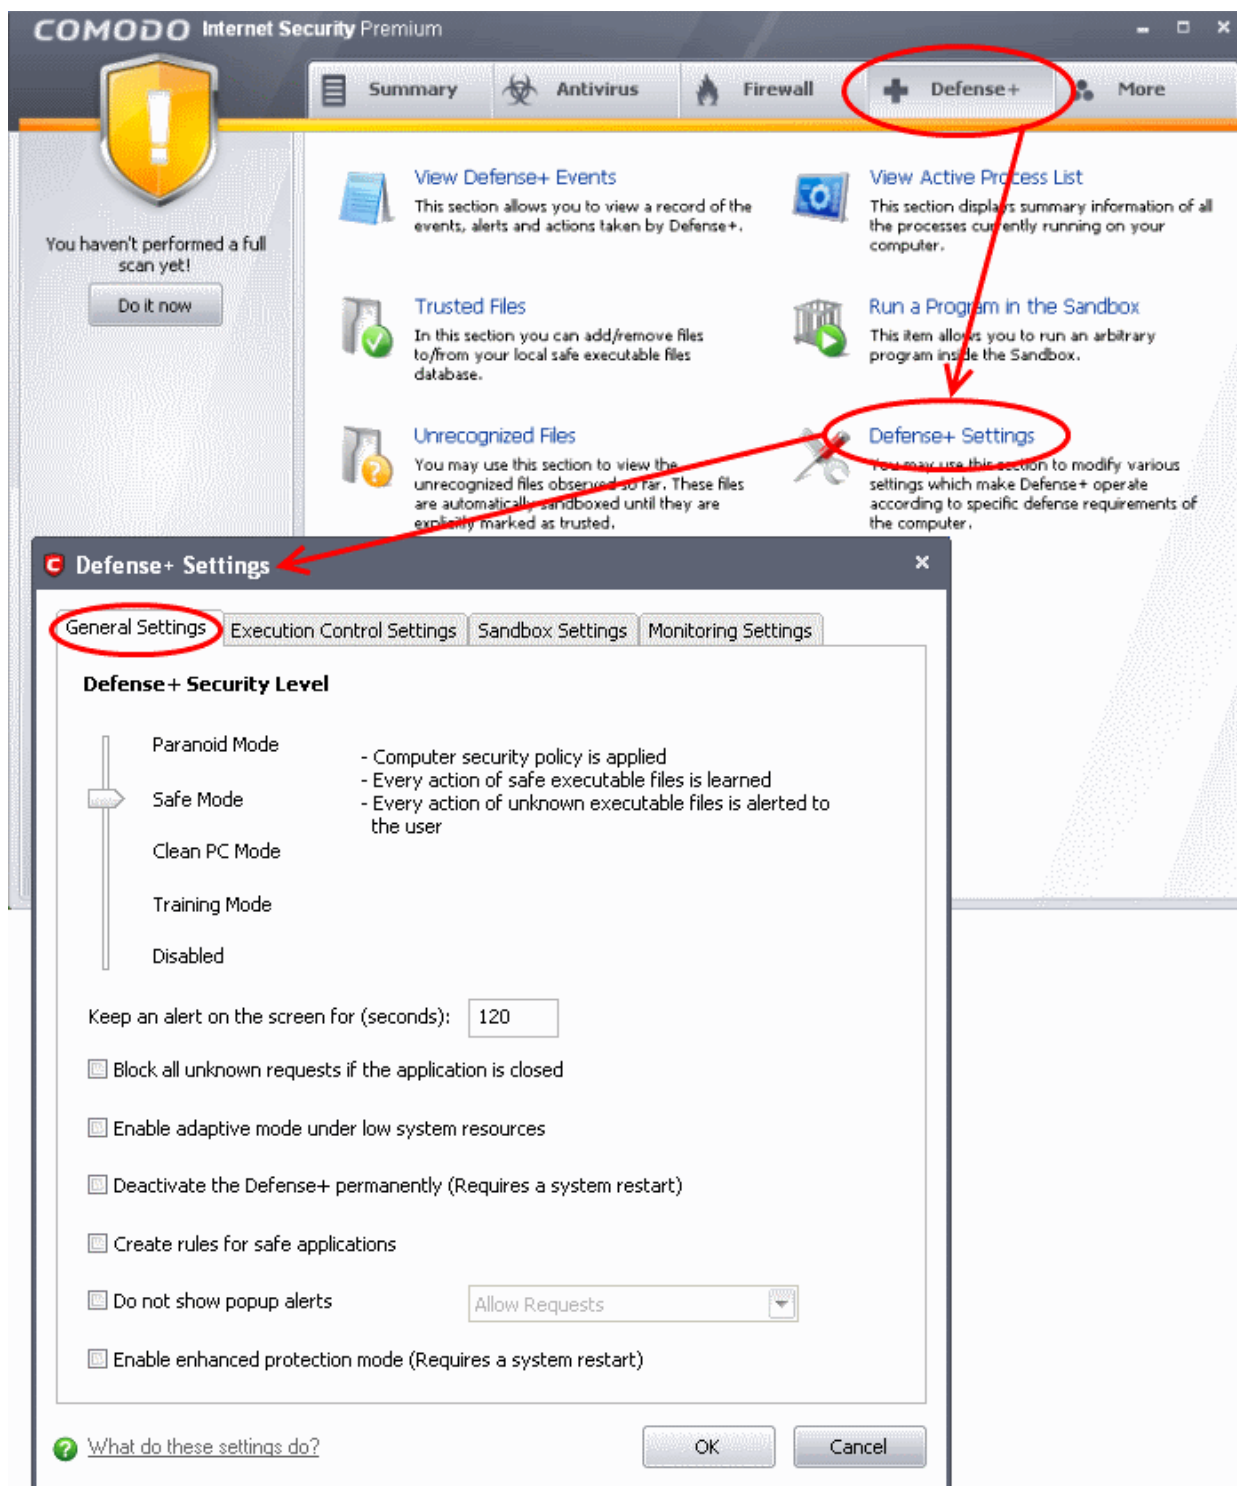 COMODO Internet Security Premium
Summary
Antivirus
Firewall
Defense+
More
You haven't performed a full
scan yet!
Do it now
View Defense+ Events
This section allows you to view a record of the
events, alerts and actions taken by Defense+.
View Active Process List
This section displays summary information of all
the processes currently running on your
computer.
Trusted Files
In this section you can add/remove files
to/from your local safe executable files
database.
Run a Program in the Sandbox
This item allows you to run an arbitrary
program inside the Sandbox.
Unrecognized Files
You may use this section to view the
unrecognized files observed so far. These files
are automatically sandboxed until they are
explicitly marked as trusted.
Defense+ Settings
You may use this section to modify various
settings which make Defense+ operate
according to specific defense requirements of
the computer.
Defense+ Settings
General Settings
Execution Control Settings
Sandbox Settings
Monitoring Settings
Defense+ Security Level
Paranoid Mode
Safe Mode
Clean PC Mode
Training Mode
Disabled
- Computer security policy is applied
- Every action of safe executable files is learned
- Every action of unknown executable files is alerted to
the user
Keep an alert on the screen for (seconds): 120
Block all unknown requests if the application is closed
Enable adaptive mode under low system resources
Deactivate the Defense+ permanently (Requires a system restart)
Create rules for safe applications
Do not show popup alerts
Allow Requests
Enable enhanced protection mode (Requires a system restart)
What do these settings do?
OK
Cancel